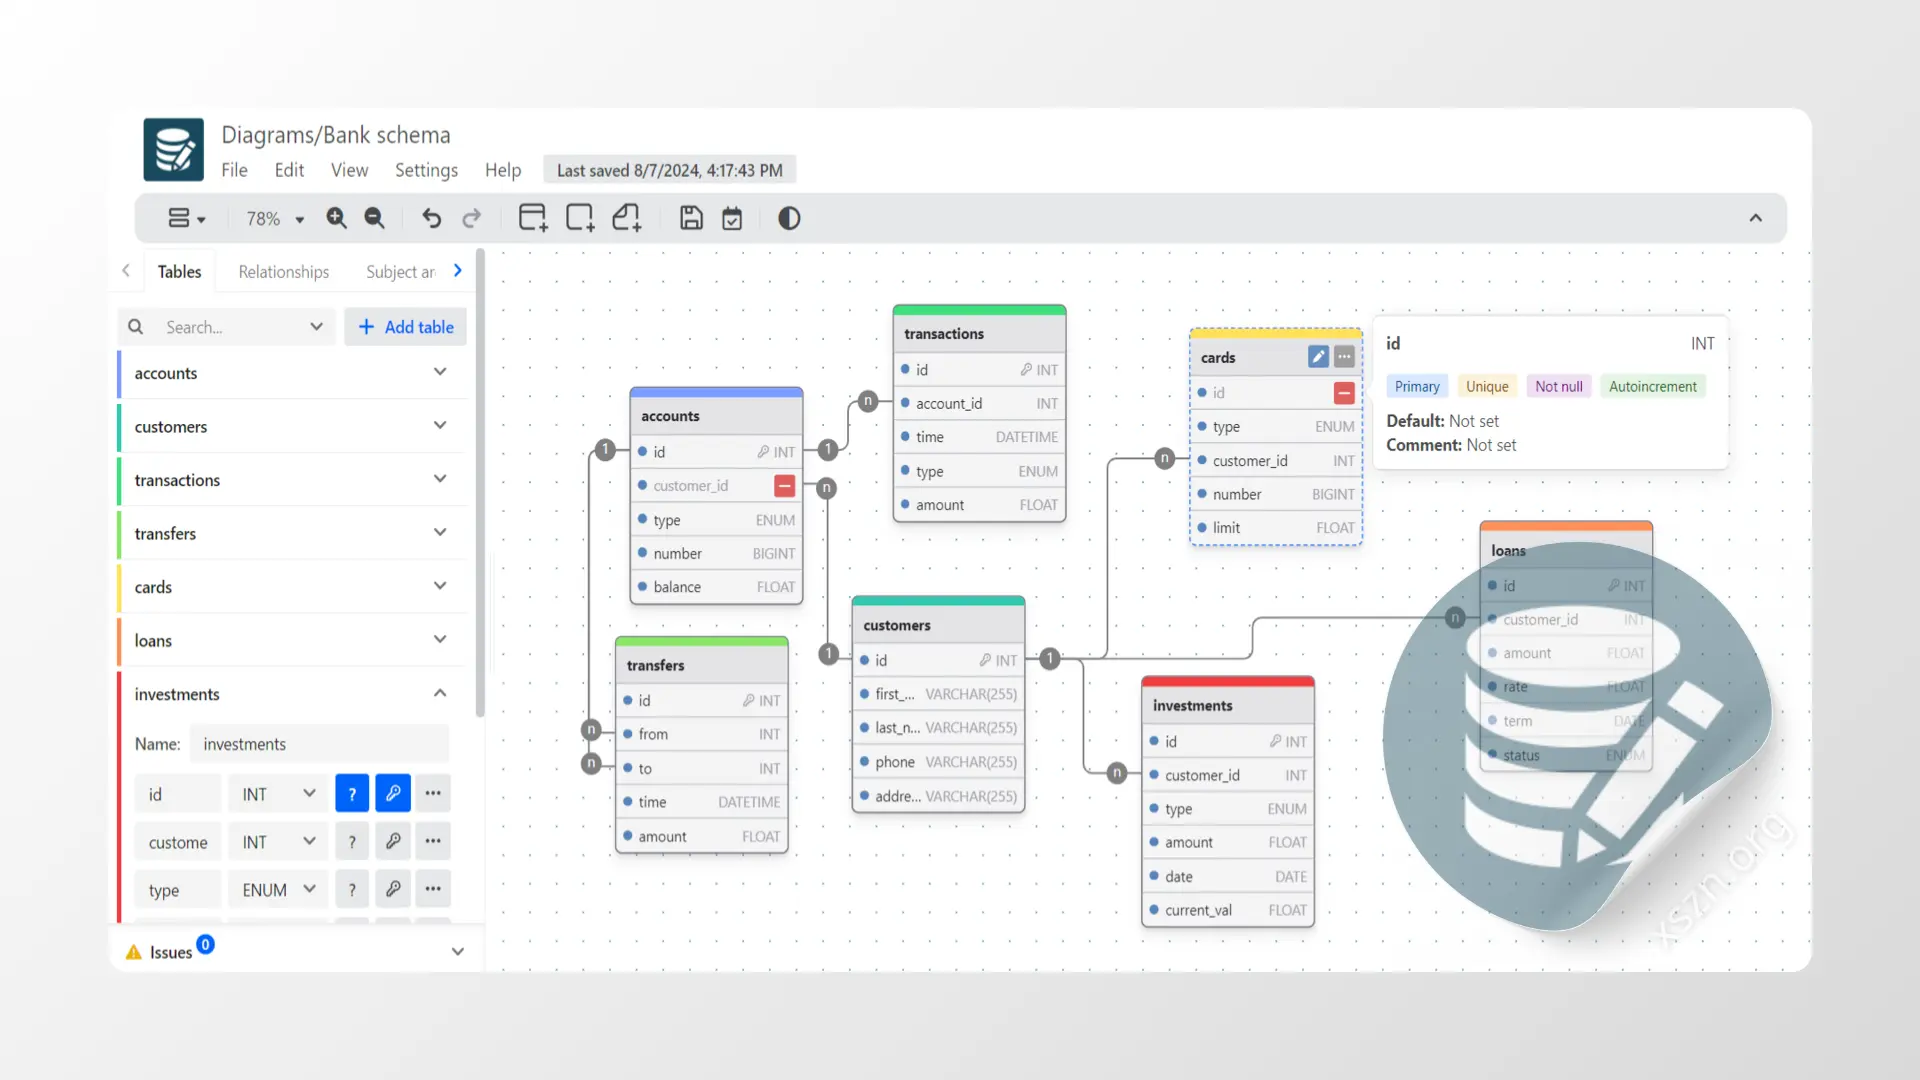 Diagrams/Bank schema
File Edit View Settings Help Last saved 8/7/2024, 4:17:43 PM
78%
Tables Relationships Subject ar
Search... + Add table
accounts
customers
transactions
transfers
cards
loans
investments
Name: investments
id INT ?
custome INT ?
type ENUM ?
Issues 0
accounts
id INT
customer_id
type ENUM
number BIGINT
balance FLOAT
transfers
id INT
from INT
to INT
time DATETIME
amount FLOAT
transactions
id INT
account_id INT
time DATETIME
type ENUM
amount FLOAT
customers
id INT
first_... VARCHAR(255)
last_n... VARCHAR(255)
phone VARCHAR(255)
addre... VARCHAR(255)
cards
id
type ENUM
customer_id INT
number BIGINT
limit FLOAT
id INT
Primary Unique Not null Autoincrement
Default: Not set
Comment: Not set
investments
id INT
customer_id INT
type ENUM
amount FLOAT
date DATE
current_val FLOAT
loans
id INT
customer_id INT
amount FLOAT
rate FLOAT
term DATE
status ENUM
1
n
1
n
1
n
n
1
n
n
n
xszn.org